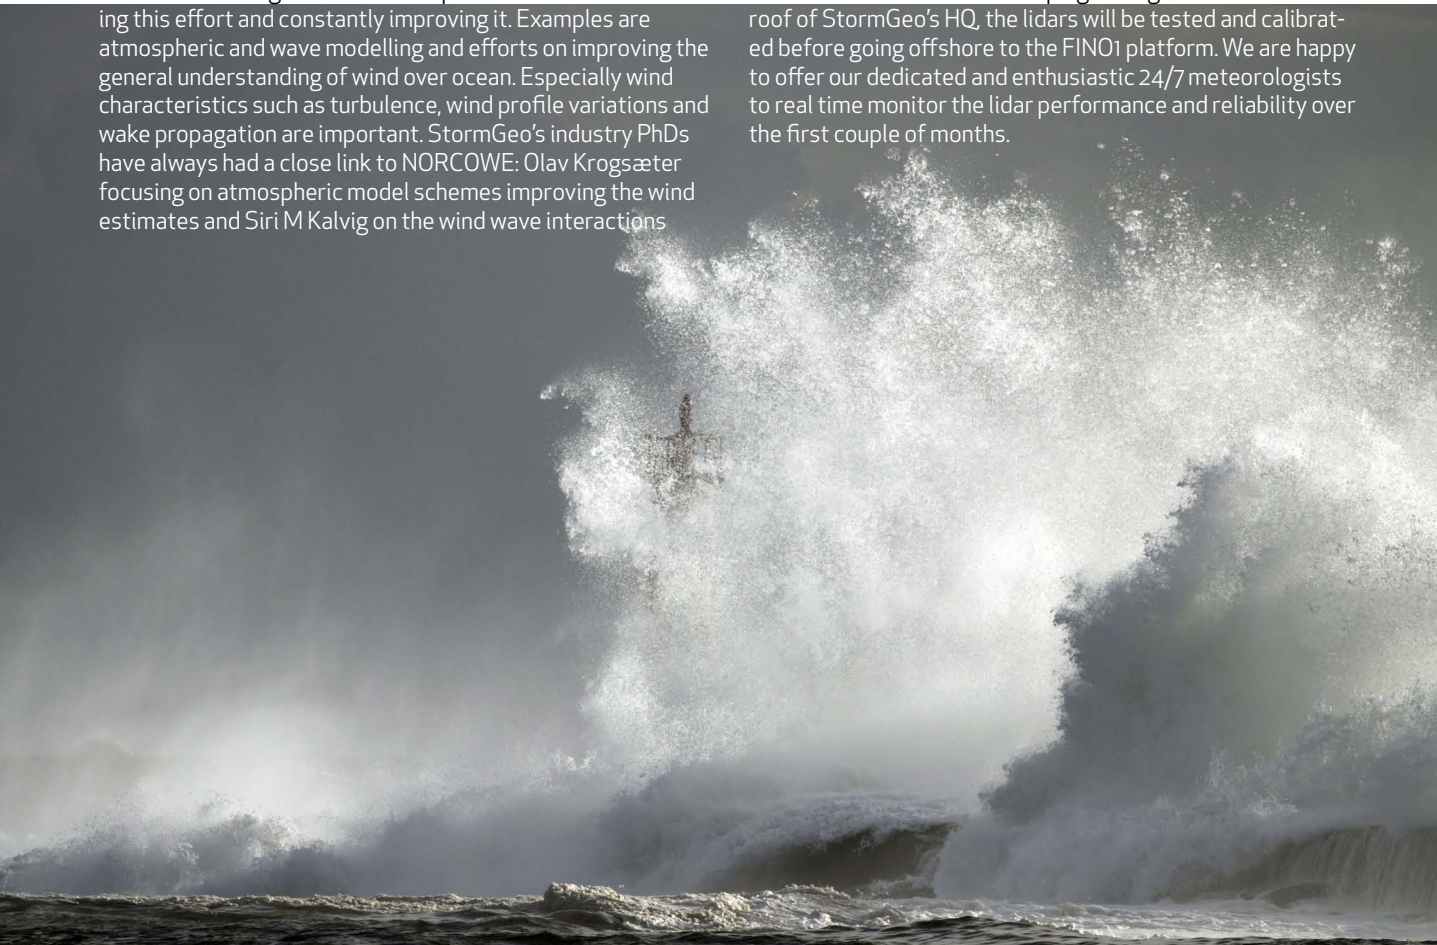 ing this effort and constantly improving it. Examples are
atmospheric and wave modelling and efforts on improving the
general understanding of wind over ocean. Especially wind
characteristics such as turbulence, wind profile variations and
wake propagation are important. StormGeo's industry PhDs
have always had a close link to NORCOWE: Olav Krogsæter
focusing on atmospheric model schemes improving the wind
estimates and Siri M Kalvig on the wind wave interactions
roof of StormGeo's HQ, the lidars will be tested and calibrat-
ed before going offshore to the FINO1 platform. We are happy
to offer our dedicated and enthusiastic 24/7 meteorologists
to real time monitor the lidar performance and reliability over
the first couple of months.